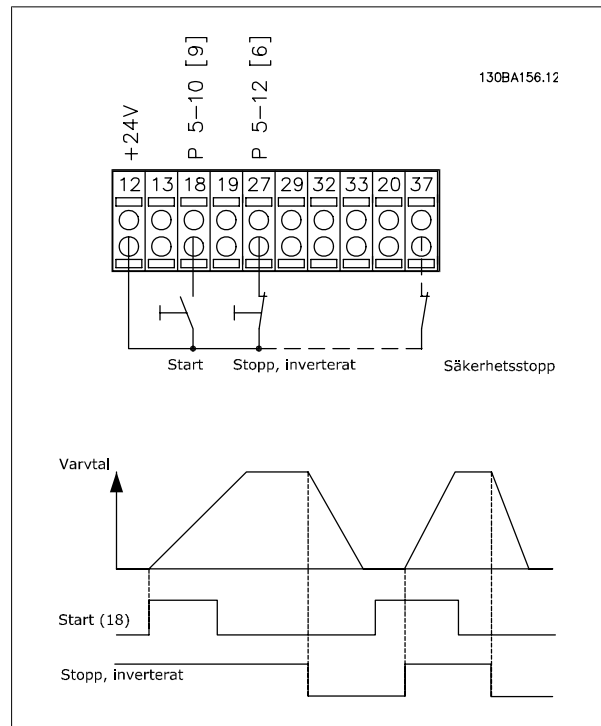 130BA156.12
+24V
P 5-10 [9]
P 5-12 [6]
12 13 18 19 27 29 32 33 20 37
Start Stopp, inverterat Säkerhetsstopp
Varvtal
Start (18)
Stopp, inverterat